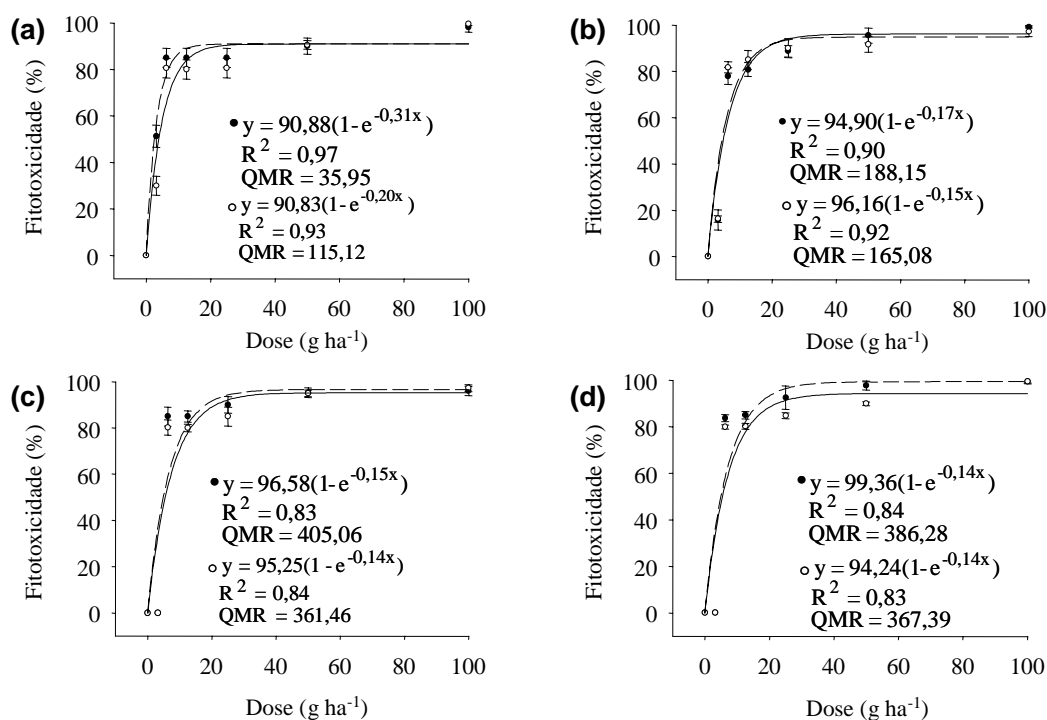 (a)
100
80
60
40
20
0
Fitotoxicidade (%)
● y = 90,88(1-e^-0,31x)
R² = 0,97
QMR = 35,95
○ y = 90,83(1-e^-0,20x)
R² = 0,93
QMR = 115,12
0 20 40 60 80 100
Dose (g ha⁻¹)
(b)
100
80
60
40
20
0
Fitotoxicidade (%)
● y = 94,90(1-e^-0,17x)
R² = 0,90
QMR = 188,15
○ y = 96,16(1-e^-0,15x)
R² = 0,92
QMR = 165,08
0 20 40 60 80 100
Dose (g ha⁻¹)
(c)
100
80
60
40
20
0
Fitotoxicidade (%)
● y = 96,58(1-e^-0,15x)
R² = 0,83
QMR = 405,06
○ y = 95,25(1-e^-0,14x)
R² = 0,84
QMR = 361,46
0 20 40 60 80 100
Dose (g ha⁻¹)
(d)
100
80
60
40
20
0
Fitotoxicidade (%)
● y = 99,36(1-e^-0,14x)
R² = 0,84
QMR = 386,28
○ y = 94,24(1-e^-0,14x)
R² = 0,83
QMR = 367,39
0 20 40 60 80 100
Dose (g ha⁻¹)